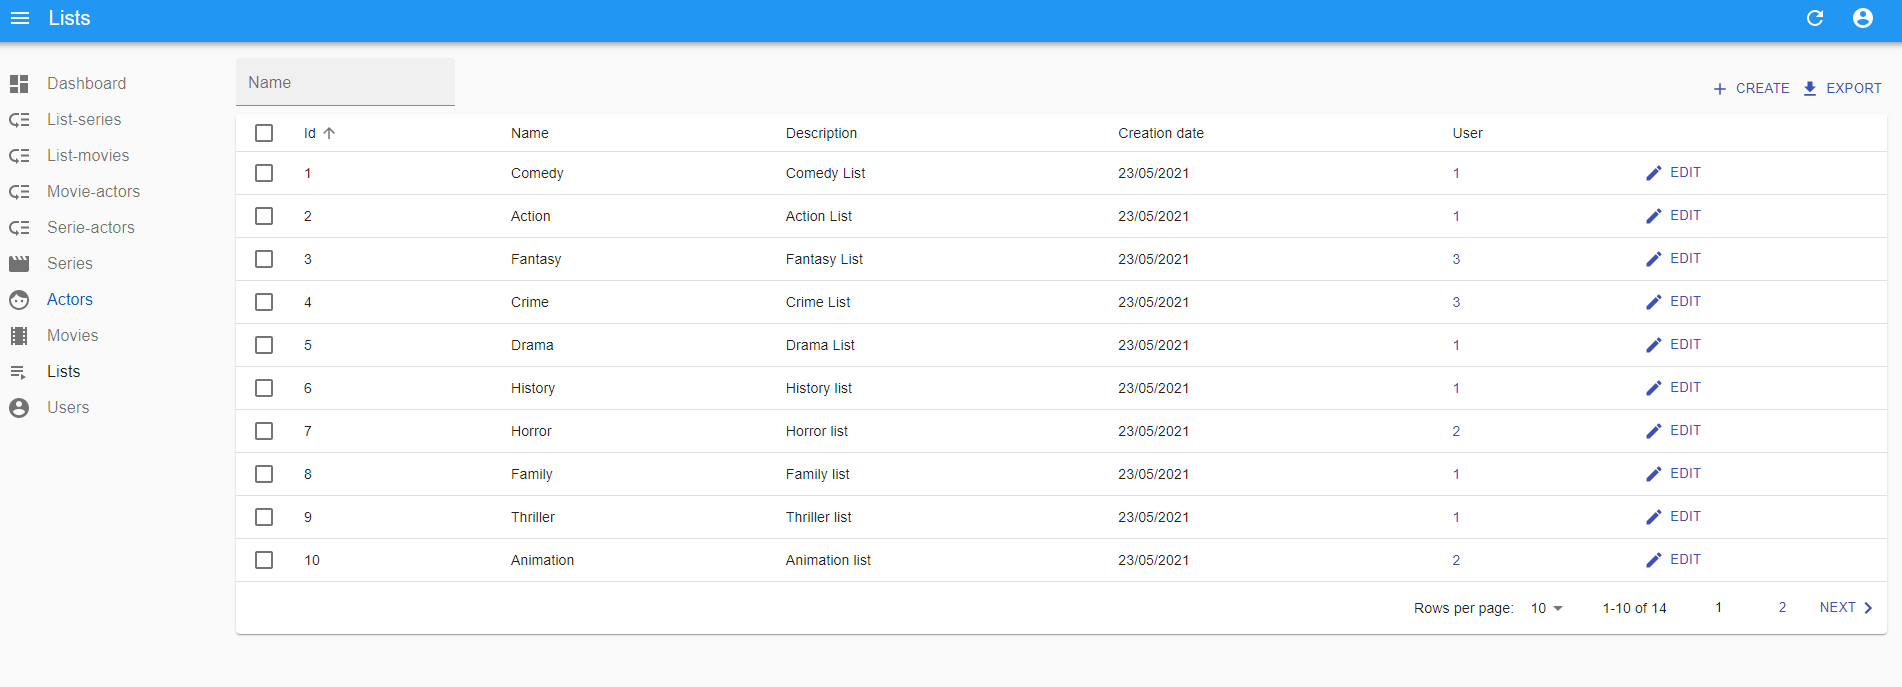 Lists
Dashboard
List-series
List-movies
Movie-actors
Serie-actors
Series
Actors
Movies
Lists
Users
Name
CREATE EXPORT
Id Name Description Creation date User
1 Comedy Comedy List 23/05/2021 1 EDIT
2 Action Action List 23/05/2021 1 EDIT
3 Fantasy Fantasy List 23/05/2021 3 EDIT
4 Crime Crime List 23/05/2021 3 EDIT
5 Drama Drama List 23/05/2021 1 EDIT
6 History History list 23/05/2021 1 EDIT
7 Horror Horror list 23/05/2021 2 EDIT
8 Family Family list 23/05/2021 1 EDIT
9 Thriller Thriller list 23/05/2021 1 EDIT
10 Animation Animation list 23/05/2021 2 EDIT
Rows per page: 10 1-10 of 14 1 2 NEXT